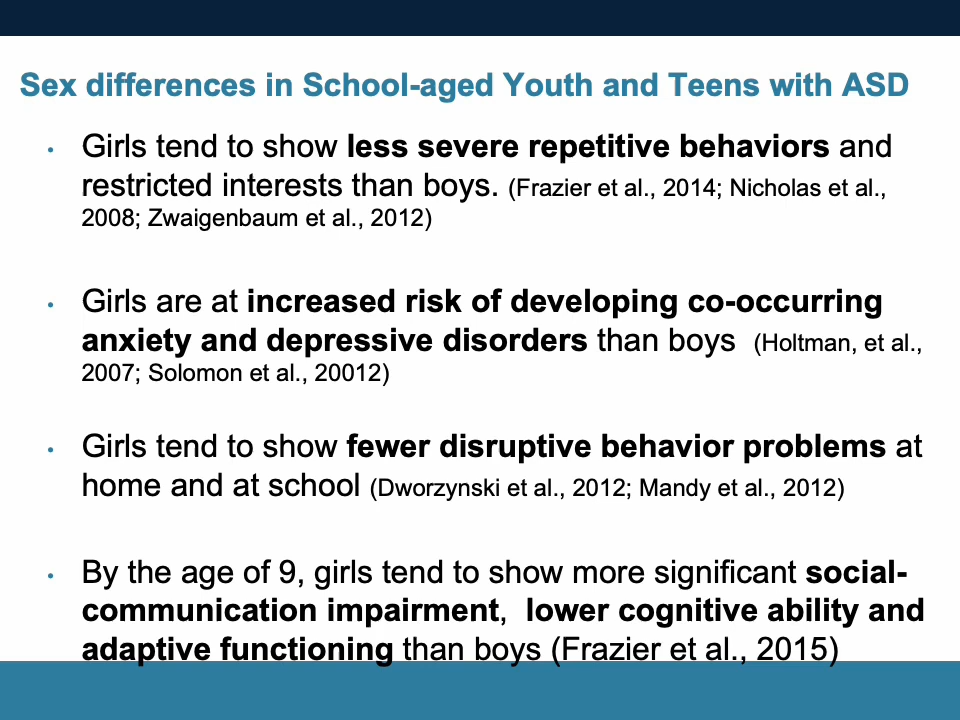 Sex differences in School-aged Youth and Teens with ASD
• Girls tend to show less severe repetitive behaviors and
restricted interests than boys. (Frazier et al., 2014; Nicholas et al.,
2008; Zwaigenbaum et al., 2012)
• Girls are at increased risk of developing co-occurring
anxiety and depressive disorders than boys (Holtman, et al.,
2007; Solomon et al., 20012)
• Girls tend to show fewer disruptive behavior problems at
home and at school (Dworzynski et al., 2012; Mandy et al., 2012)
• By the age of 9, girls tend to show more significant social-
communication impairment, lower cognitive ability and
adaptive functioning than boys (Frazier et al., 2015)